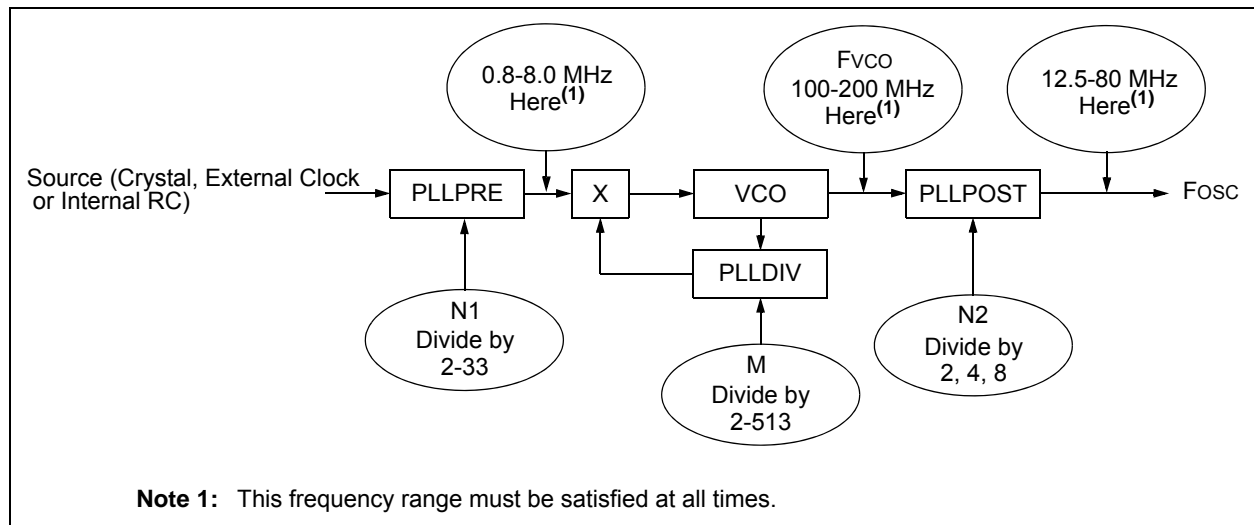 0.8-8.0 MHz
Here(1)
FVCO
100-200 MHz
Here(1)
12.5-80 MHz
Here(1)
Source (Crystal, External Clock
or Internal RC)
PLLPRE
X
VCO
PLLPOST
FOSC
PLLDIV
N1
Divide by
2-33
M
Divide by
2-513
N2
Divide by
2, 4, 8
Note 1: This frequency range must be satisfied at all times.